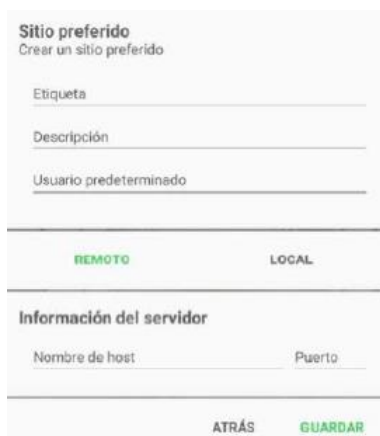 Sitio preferido
Crear un sitio preferido
Etiqueta
Descripción
Usuario predeterminado
REMOTO LOCAL
Información del servidor
Nombre de host Puerto
ATRÁS GUARDAR